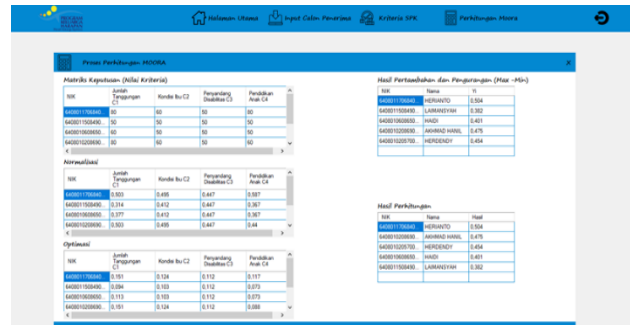 Halaman Utama
Input Calon Penerima
Kriteria SPK
Perhitungan Moora
Proses Perhitungan MOORA
x
Matriks Keputusan (Nilai Kriteria)
NIK Jumlah Tanggungan C1 Kondisi Ibu C2 Penyandang Disabilitas C3 Pendidikan Anak C4
80 60 50 80
50 50 50 50
60 50 50 50
80 60 50 60
Normalisasi
NIK Jumlah Tanggungan C1 Kondisi Ibu C2 Penyandang Disabilitas C3 Pendidikan Anak C4
0.503 0.495 0.447 0.587
0.314 0.412 0.447 0.367
0.377 0.412 0.447 0.367
0.503 0.495 0.447 0.44
Optimasi
NIK Jumlah Tanggungan C1 Kondisi Ibu C2 Penyandang Disabilitas C3 Pendidikan Anak C4
0.151 0.124 0.112 0.117
0.094 0.103 0.112 0.073
0.113 0.103 0.112 0.073
0.151 0.124 0.112 0.088
Hasil Pertambahan dan Pengurangan (Max -Min)
NIK Nama Yi
HERIANTO 0.504
LAIMANSYAH 0.382
HAIDI 0.401
AKHMAD HANIL 0.475
HERDENDY 0.454
Hasil Perhitungan
NIK Nama Hasil
HERIANTO 0.504
AKHMAD HANIL 0.475
HERDENDY 0.454
HAIDI 0.401
LAIMANSYAH 0.382